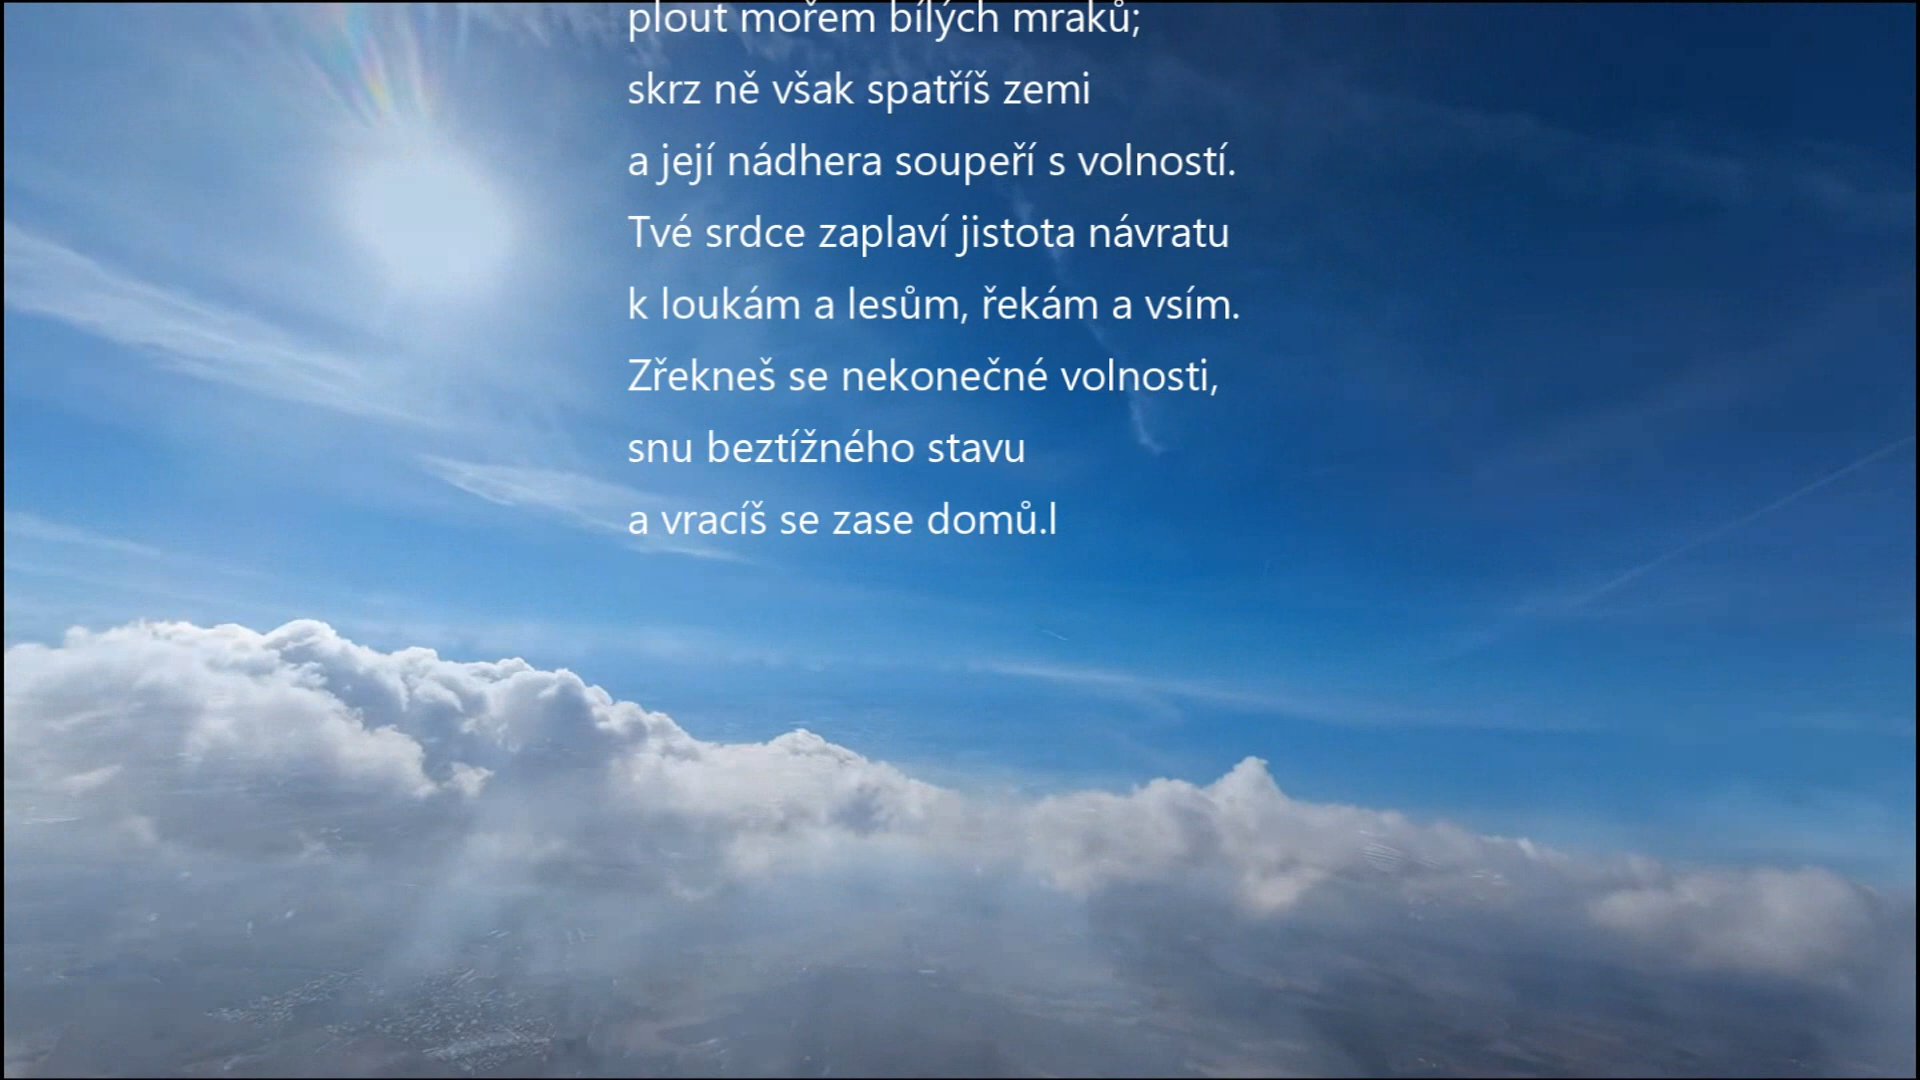 plout mořem bílých mraků;
skrz ně však spatříš zemi
a její nádhera soupeří s volností.
Tvé srdce zaplaví jistota návratu
k loukám a lesům, řekám a vsím.
Zřekneš se nekonečné volnosti,
snu beztížného stavu
a vracíš se zase domů.l